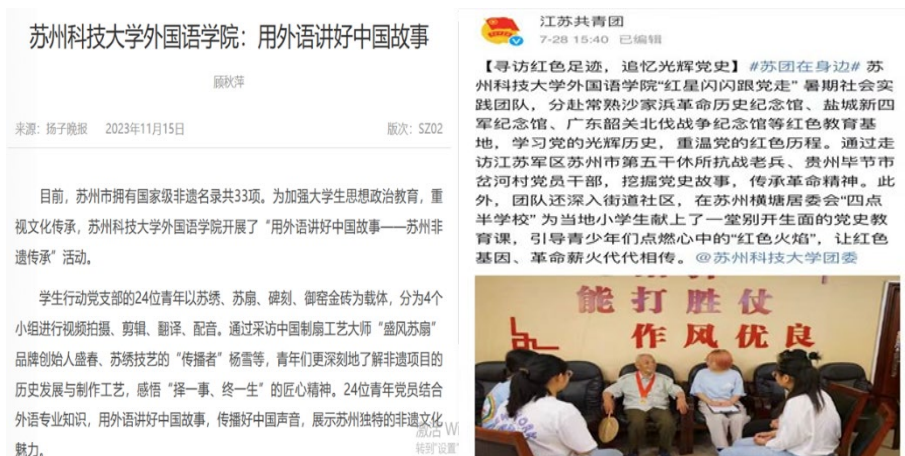 苏州科技大学外国语学院：用外语讲好中国故事
顾秋萍
来源：扬子晚报 2023年11月15日 版次：SZ02
目前，苏州市拥有国家级非遗名录共33项。为加强大学生思想政治教育，重
视文化传承，苏州科技大学外国语学院开展了“用外语讲好中国故事——苏州非
遗传承”活动。
学生行动党支部的24位青年以苏绣、苏扇、碑刻、御窑金砖为载体，分为4个
小组进行视频拍摄、剪辑、翻译、配音。通过采访中国制扇工艺大师“盛风苏扇”
品牌创始人盛春、苏绣技艺的“传播者”杨雪等，青年们更深刻地了解非遗项目的
历史发展与制作工艺，感悟“择一事、终一生”的匠心精神。24位青年党员结合
外语专业知识，用外语讲好中国故事，传播好中国声音，展示苏州独特的非遗文化
魅力。
激活 Wi
转到“设置”
江苏共青团
7-28 15:40 已编辑
【寻访红色足迹，追忆光辉党史】#苏团在身边# 苏
州科技大学外国语学院“红星闪闪跟党走” 暑期社会实
践团队，分赴常熟沙家浜革命历史纪念馆、盐城新四
军纪念馆、广东韶关北伐战争纪念馆等红色教育基
地，学习党的光辉历史，重温党的红色历程。通过走
访江苏军区苏州市第五干休所抗战老兵、贵州毕节市
岔河村党员干部，挖掘党史故事，传承革命精神。此
外，团队还深入街道社区，在苏州横塘居委会“四点
半学校” 为当地小学生献上了一堂别开生面的党史教
育课，引导青少年们点燃心中的“红色火焰”，让红色
基因、革命薪火代代相传。@苏州科技大学团委
能打胜仗
作风优良